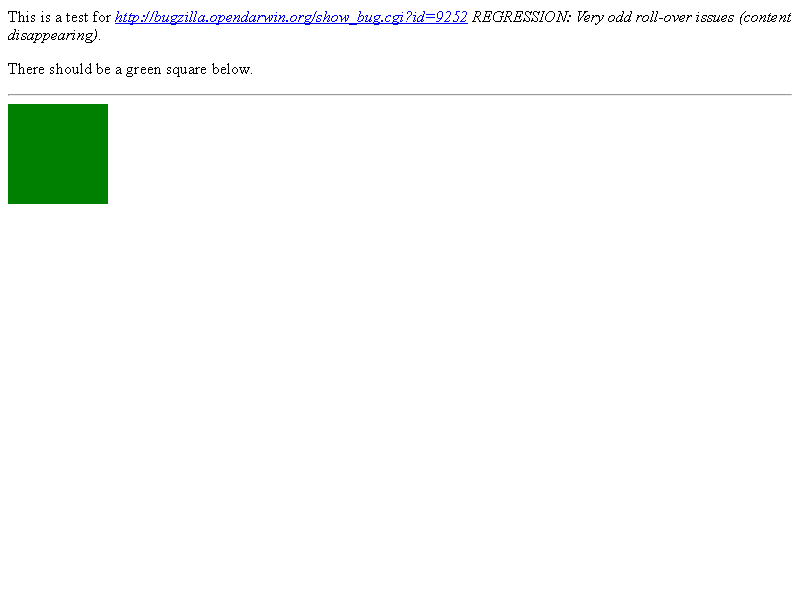 This is a test for http://bugzilla.opendarwin.org/show_bug.cgi?id=9252 REGRESSION: Very odd roll-over issues (content
disappearing).
There should be a green square below.